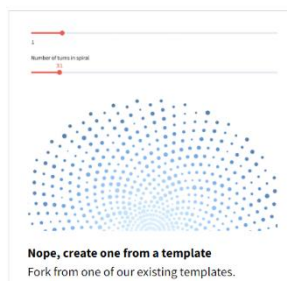 1
Number of turns in spiral
Nope, create one from a template
Fork from one of our existing templates.